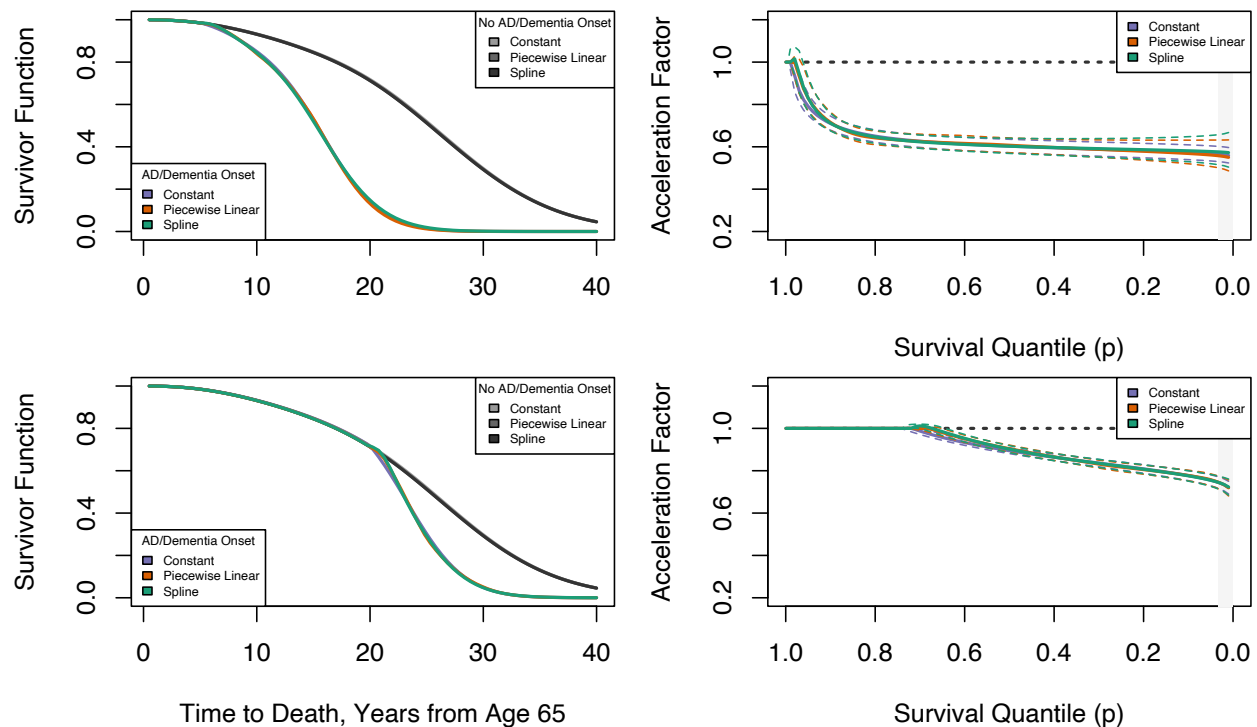 Survivor Function
0.0
0.4
0.8
No AD/Dementia Onset
Constant
Piecewise Linear
Spline
AD/Dementia Onset
Constant
Piecewise Linear
Spline
0 10 20 30 40
Acceleration Factor
0.2
0.6
1.0
Constant
Piecewise Linear
Spline
1.0 0.8 0.6 0.4 0.2 0.0
Survival Quantile (p)
Survivor Function
0.0
0.4
0.8
No AD/Dementia Onset
Constant
Piecewise Linear
Spline
AD/Dementia Onset
Constant
Piecewise Linear
Spline
0 10 20 30 40
Time to Death, Years from Age 65
Acceleration Factor
0.2
0.6
1.0
Constant
Piecewise Linear
Spline
1.0 0.8 0.6 0.4 0.2 0.0
Survival Quantile (p)